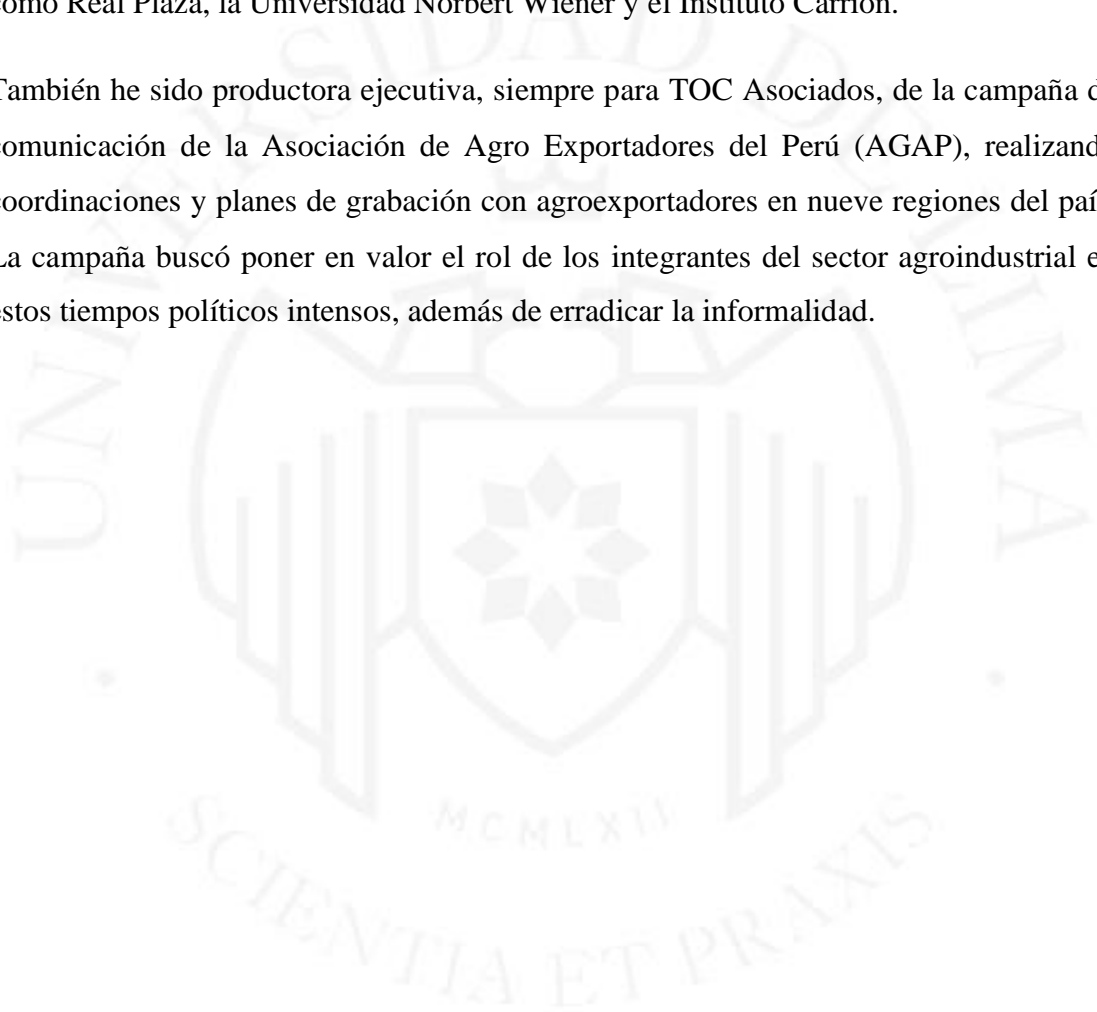 como Real Plaza, la Universidad Norbert Wiener y el Instituto Carrión.
También he sido productora ejecutiva, siempre para TOC Asociados, de la campaña d
comunicación de la Asociación de Agro Exportadores del Perú (AGAP), realizand
coordinaciones y planes de grabación con agroexportadores en nueve regiones del paí
La campaña buscó poner en valor el rol de los integrantes del sector agroindustrial e
estos tiempos políticos intensos, además de erradicar la informalidad.
UNIVERSIDAD DE LIMA
MCMLXII
SCIENTIA ET PRAXIS